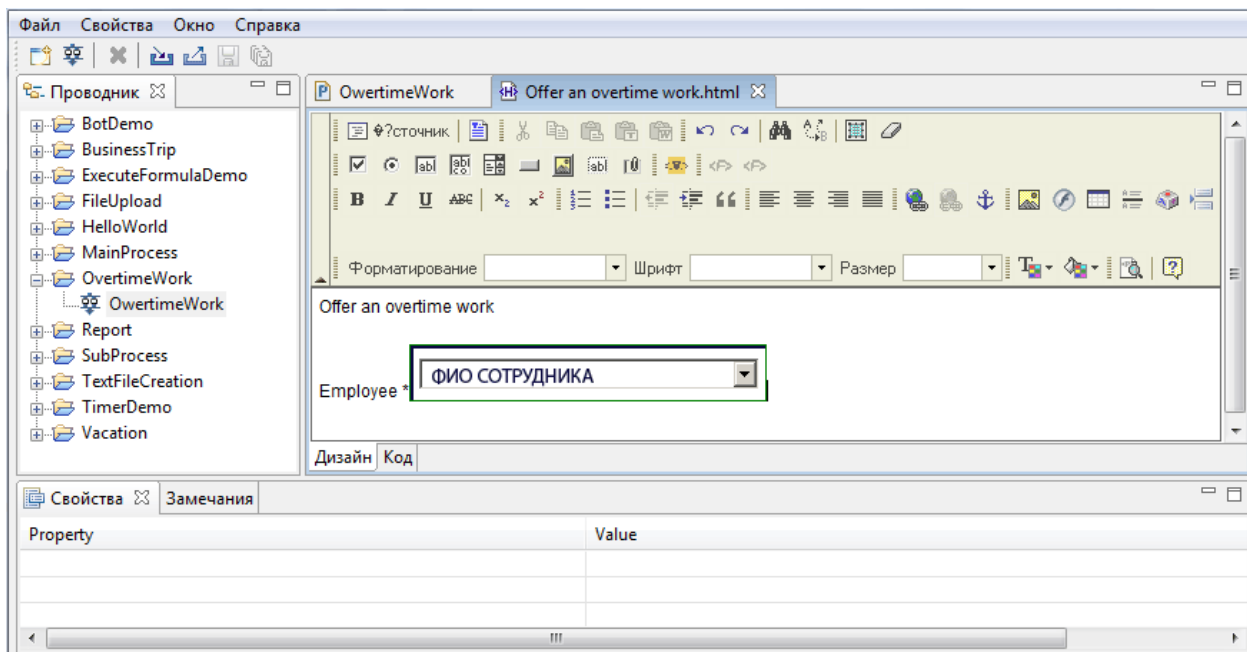 Файл Свойства Окно Справка
Проводник
BotDemo
BusinessTrip
ExecuteFormulaDemo
FileUpload
HelloWorld
MainProcess
OvertimeWork
OwertimeWork
Report
SubProcess
TextFileCreation
TimerDemo
Vacation
OwertimeWork Offer an overtime work.html
�?сточник
Форматирование Шрифт Размер
Offer an overtime work
Employee * ФИО СОТРУДНИКА
Дизайн Код
Свойства Замечания
Property Value